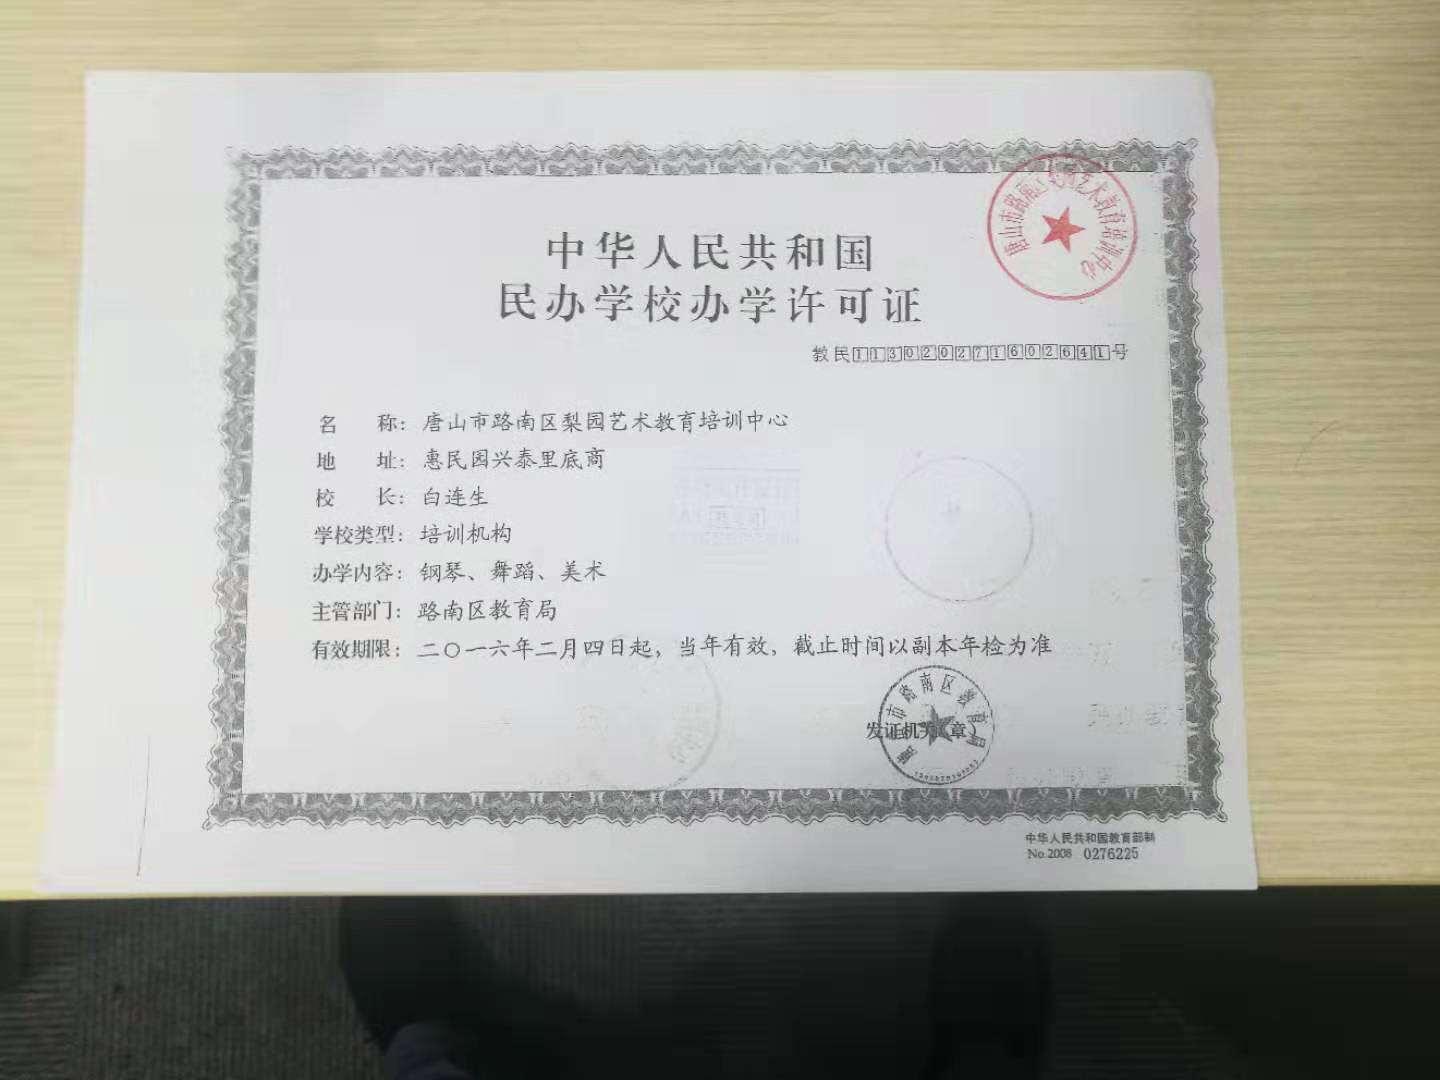 中华人民共和国
民办学校办学许可证
教民113020271602641号
名 称：唐山市路南区梨园艺术教育培训中心
地 址：惠民园兴泰里底商
校 长：白连生
学校类型：培训机构
办学内容：钢琴、舞蹈、美术
主管部门：路南区教育局
有效期限：二〇一六年二月四日起，当年有效，截止时间以副本年检为准
发证机关（章）
市路南区教育局
中华人民共和国教育部制
No.2008 0276225
唐山市路南区梨园艺术教育培训中心